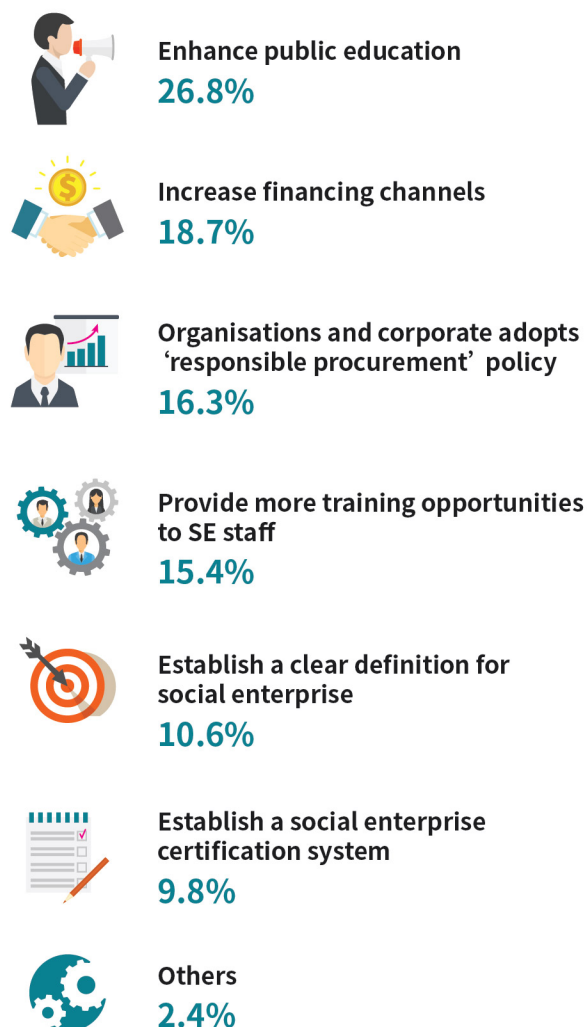 Enhance public education
26.8%
Increase financing channels
18.7%
Organisations and corporate adopts
‘responsible procurement’ policy
16.3%
Provide more training opportunities
to SE staff
15.4%
Establish a clear definition for
social enterprise
10.6%
Establish a social enterprise
certification system
9.8%
Others
2.4%